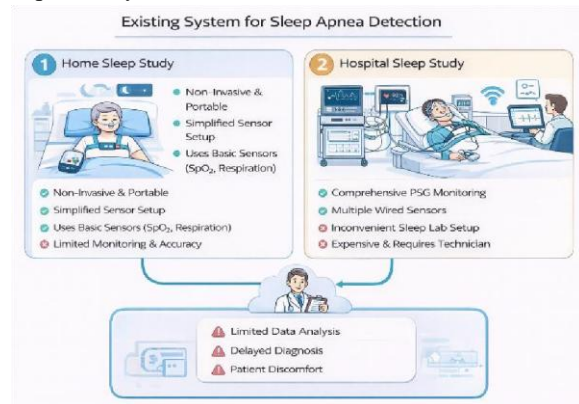 Existing System for Sleep Apnea Detection
1 Home Sleep Study
Non-Invasive &
Portable
Simplified Sensor
Setup
Uses Basic Sensors
(SpO₂, Respiration)
Non-Invasive & Portable
Simplified Sensor Setup
Uses Basic Sensors (SpO₂, Respiration)
Limited Monitoring & Accuracy
2 Hospital Sleep Study
Comprehensive PSG Monitoring
Multiple Wired Sensors
Inconvenient Sleep Lab Setup
Expensive & Requires Technician
Limited Data Analysis
Delayed Diagnosis
Patient Discomfort